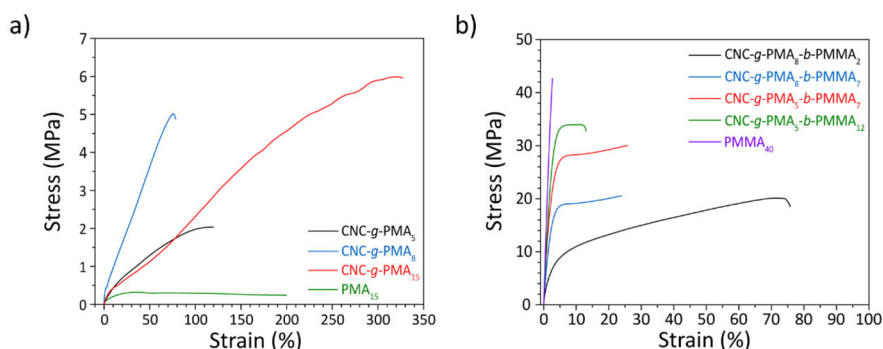 a)
7
6
5
4
3
2
1
0
Stress (MPa)
0 50 100 150 200 250 300 350
Strain (%)
CNC-g-PMA5
CNC-g-PMA8
CNC-g-PMA15
PMA15
b)
50
40
30
20
10
0
Stress (MPa)
0 10 20 30 40 50 60 70 80 90 100
Strain (%)
CNC-g-PMA8-b-PMMA2
CNC-g-PMA8-b-PMMA7
CNC-g-PMA5-b-PMMA7
CNC-g-PMA5-b-PMMA12
PMMA40